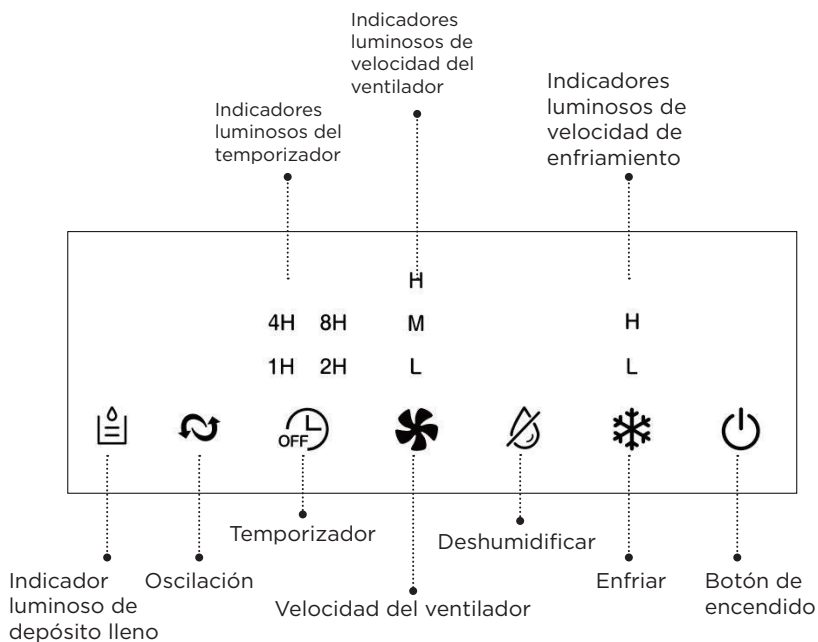 Indicadores
luminosos de
velocidad del
ventilador
Indicadores
luminosos de
velocidad de
enfriamiento
Indicadores
luminosos del
temporizador
H
4H 8H M H
1H 2H L L
OFF
Temporizador
Deshumidificar
Indicador
luminoso de
depósito lleno
Oscilación
Velocidad del ventilador
Enfriar
Botón de
encendido